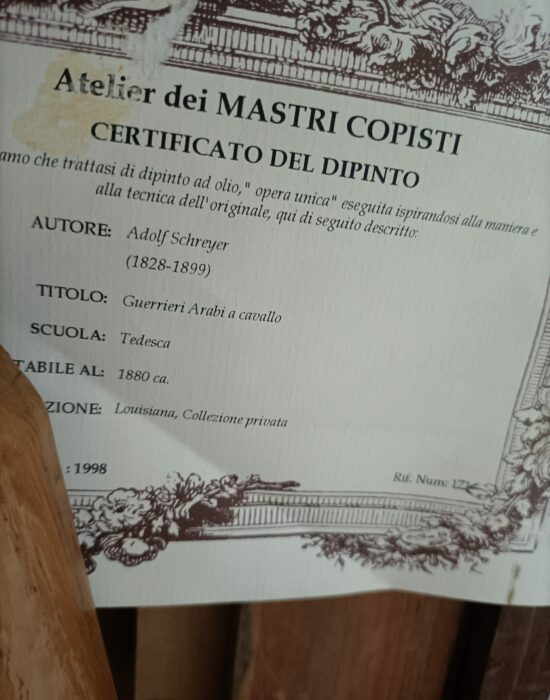 Atelier dei MASTRI COPISTI
CERTIFICATO DEL DIPINTO
amo che trattasi di dipinto ad olio," opera unica" eseguita ispirandosi alla maniera e
alla tecnica dell'originale, qui di seguito descritto:
AUTORE: Adolf Schreyer
(1828-1899)
TITOLO: Guerrieri Arabi a cavallo
SCUOLA: Tedesca
TABILE AL: 1880 ca.
ZIONE: Louisiana, Collezione privata
: 1998
Rif. Num: